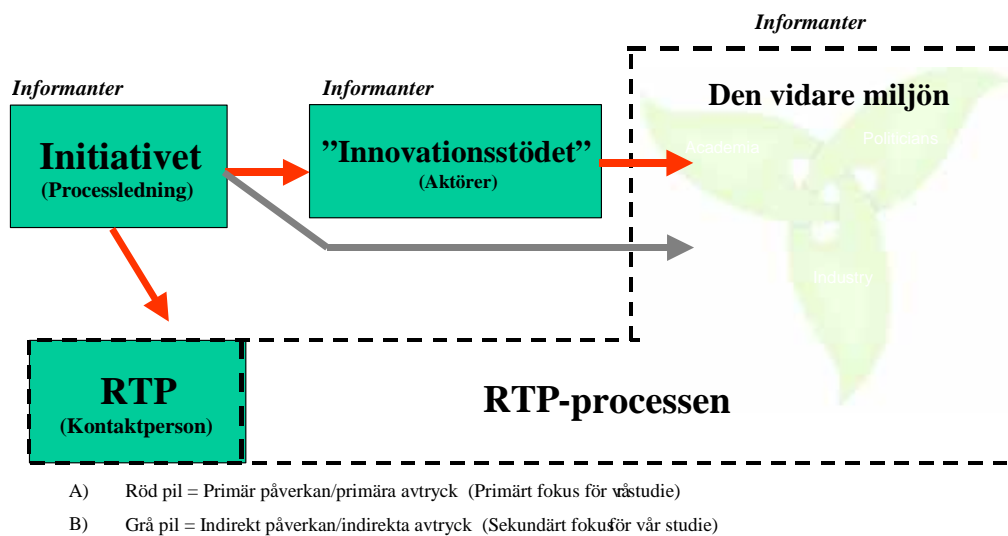 Informanter
Informanter
Informanter
Initiativet
(Processledning)
”Innovationsstödet”
(Aktörer)
Den vidare miljön
Academia
Politicians
Industry
RTP
(Kontaktperson)
RTP-processen
A) Röd pil = Primär påverkan/primära avtryck (Primärt fokus för vår studie)
B) Grå pil = Indirekt påverkan/indirekta avtryck (Sekundärt fokus för vår studie)